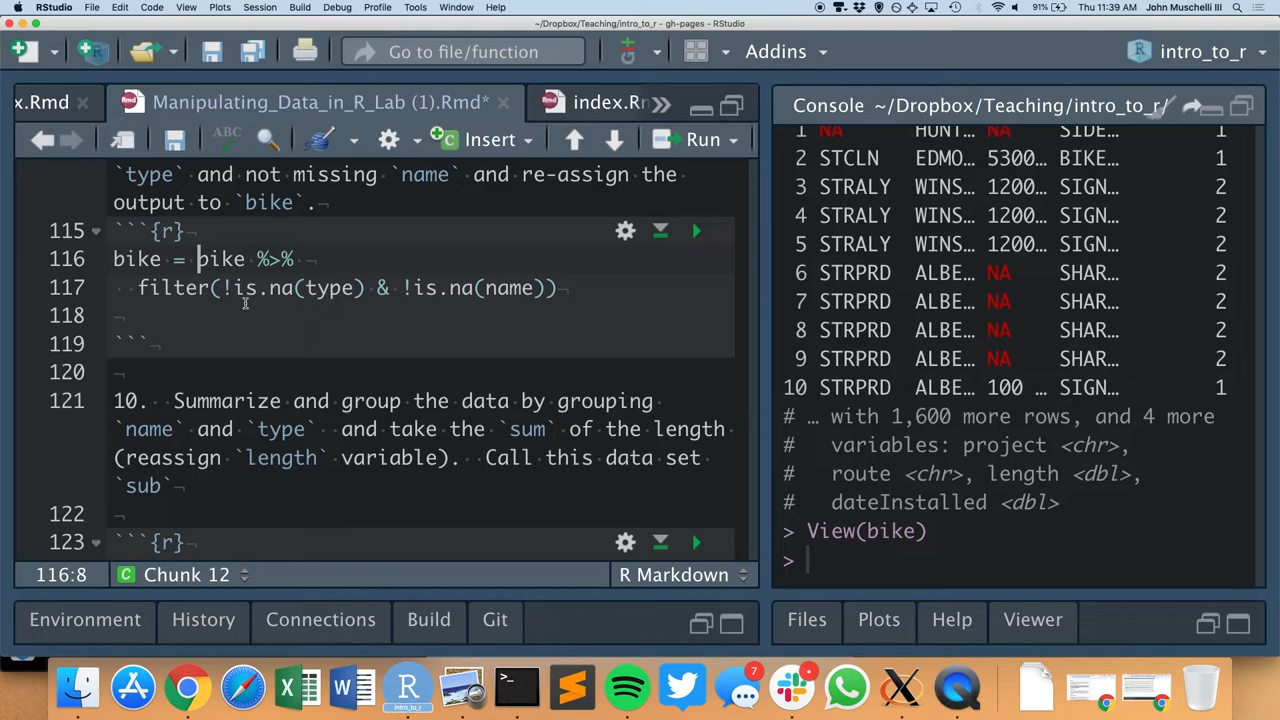 RStudio File Edit Code View Plots Session Build Debug Profile Tools Window Help 91% Thu 11:39 AM John Muschelli III
~/Dropbox/Teaching/intro_to_r - gh-pages - RStudio
Go to file/function Addins intro_to_r
x.Rmd Manipulating_Data_in_R_Lab (1).Rmd* index.Rr
ABC Insert Run
`type` and not missing `name` and re-assign the
output to `bike`.
115 ```{r}
116 bike = bike %>%
117 filter(!is.na(type) & !is.na(name))
118
119 ```
120
121 10. Summarize and group the data by grouping
`name` and `type` and take the `sum` of the length
(reassign `length` variable). Call this data set
`sub`
122
123 ```{r}
116:8 Chunk 12 R Markdown
Environment History Connections Build Git
Console ~/Dropbox/Teaching/intro_to_r/
1 NA HUNT… NA SIDE… 1
2 STCLN EDMO… 5300… BIKE… 1
3 STRALY WINS… 1200… SIGN… 2
4 STRALY WINS… 1200… SIGN… 2
5 STRALY WINS… 1200… SIGN… 2
6 STRPRD ALBE… NA SHAR… 2
7 STRPRD ALBE… NA SHAR… 2
8 STRPRD ALBE… NA SHAR… 2
9 STRPRD ALBE… NA SHAR… 2
10 STRPRD ALBE… 100 … SIGN… 1
# … with 1,600 more rows, and 4 more
# variables: project <chr>,
# route <chr>, length <dbl>,
# dateInstalled <dbl>
> View(bike)
>
Files Plots Help Viewer
intro_to_r
7